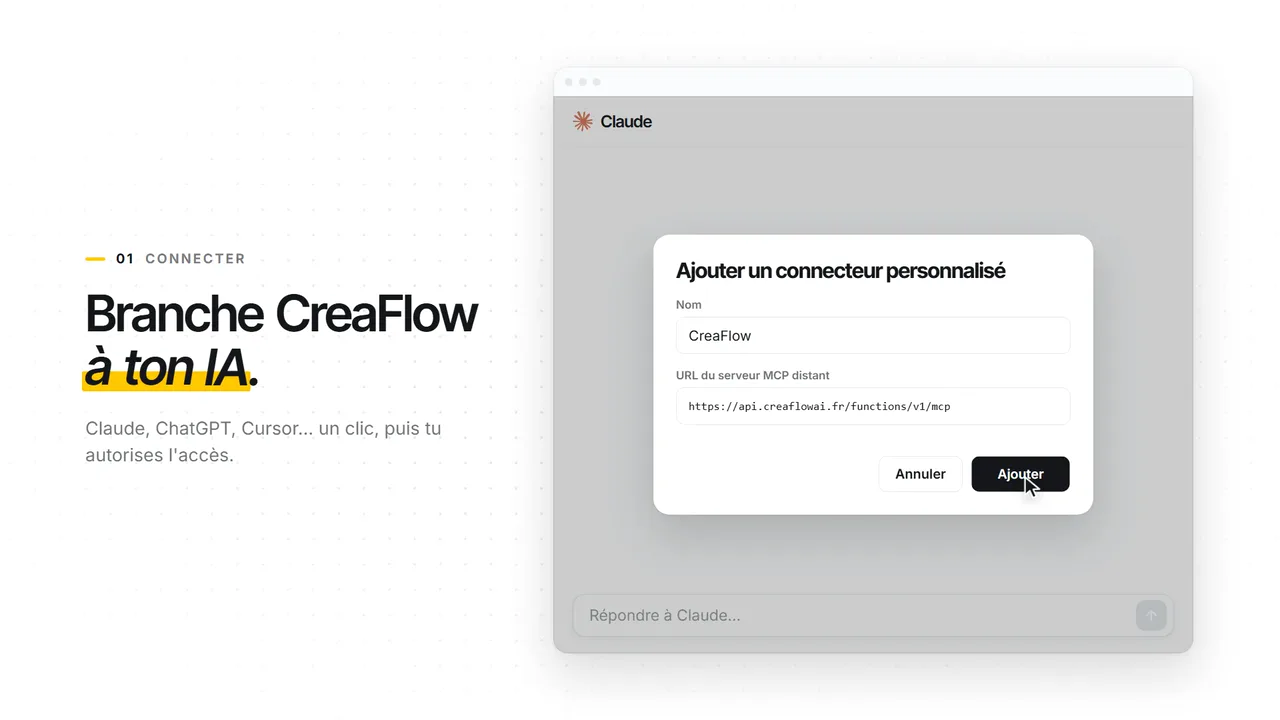 01 CONNECTER
Branche CreaFlow
à ton IA.
Claude, ChatGPT, Cursor... un clic, puis tu
autorises l'accès.
Claude
Ajouter un connecteur personnalisé
Nom
CreaFlow
URL du serveur MCP distant
https://api.creaflowai.fr/functions/v1/mcp
Annuler
Ajouter
Répondre à Claude...